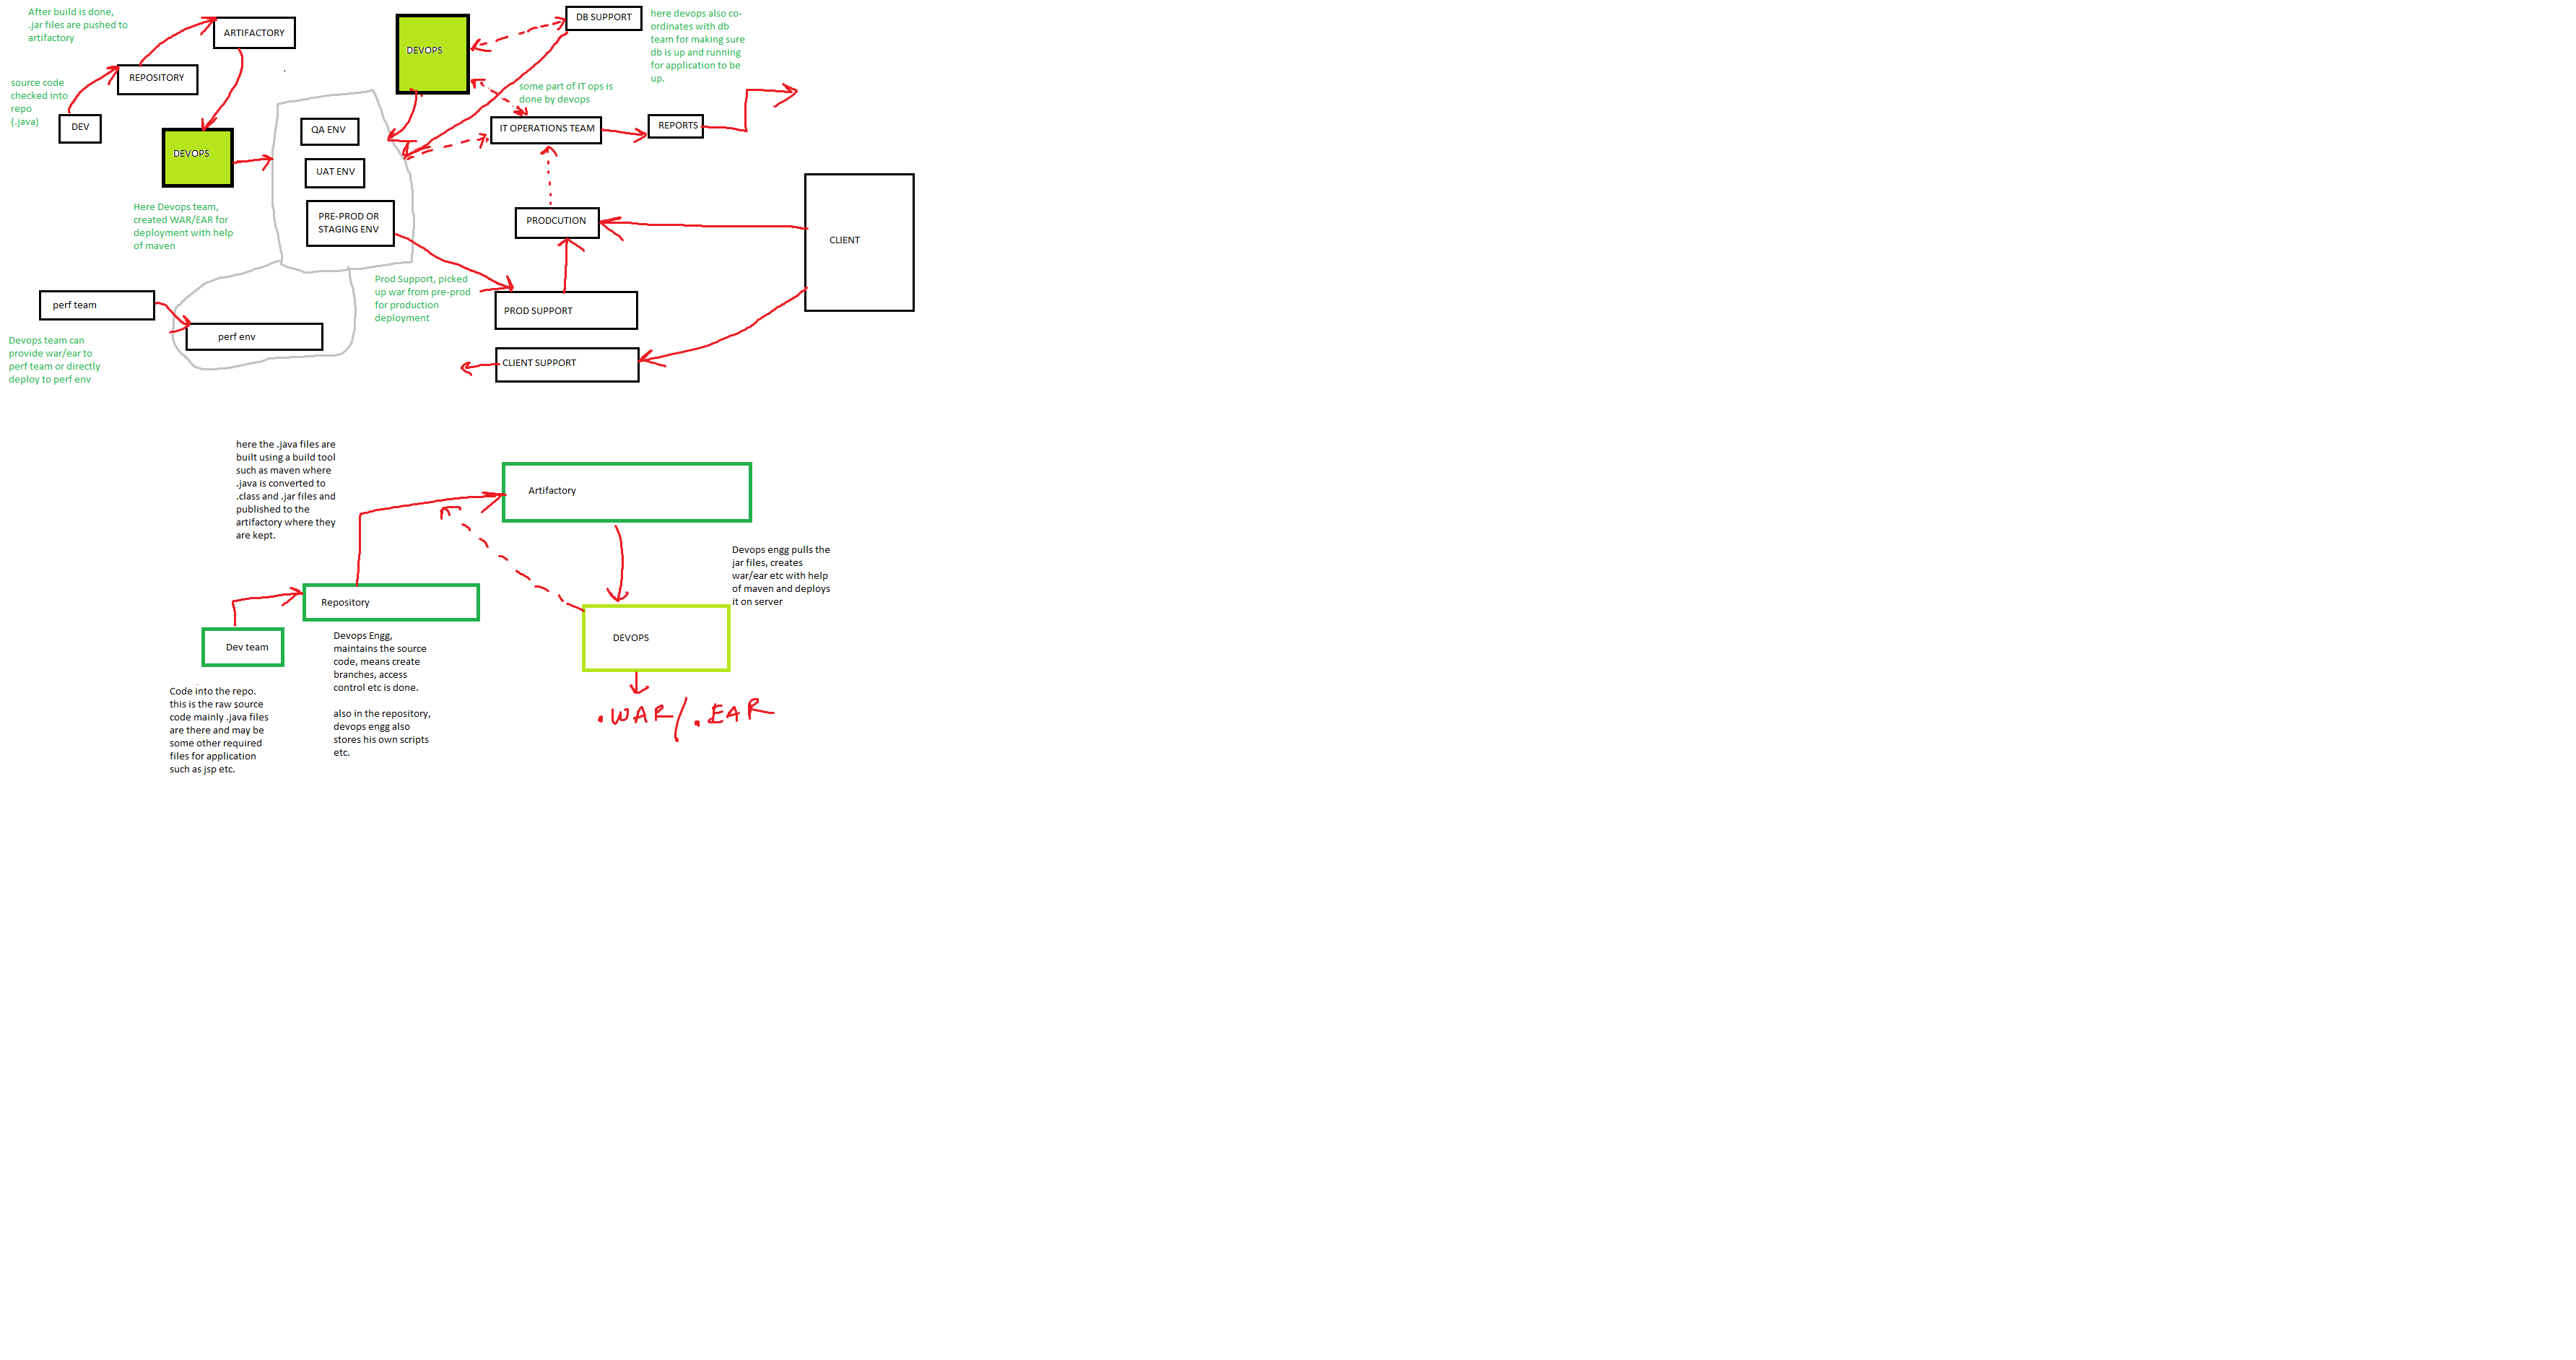 After build is done,
.jar files are pushed to
artifactory
ARTIFACTORY
REPOSITORY
source code
checked into
repo
(.java)
DEV
DEVOPS
Here Devops team,
created WAR/EAR for
deployment with help
of maven
QA ENV
UAT ENV
PRE-PROD OR
STAGING ENV
perf team
perf env
Devops team can
provide war/ear to
perf team or directly
deploy to perf env
DEVOPS
DB SUPPORT
here devops also co-
ordinates with db
team for making sure
db is up and running
for application to be
up.
some part of IT ops is
done by devops
IT OPERATIONS TEAM
REPORTS
PRODCUTION
CLIENT
Prod Support, picked
up war from pre-prod
for production
deployment
PROD SUPPORT
CLIENT SUPPORT
here the .java files are
built using a build tool
such as maven where
.java is converted to
.class and .jar files and
published to the
artifactory where they
are kept.
Artifactory
Devops engg pulls the
jar files, creates
war/ear etc with help
of maven and deploys
it on server
Repository
Dev team
DEVOPS
Devops Engg,
maintains the source
code, means create
branches, access
control etc is done.
also in the repository,
devops engg also
stores his own scripts
etc.
Code into the repo.
this is the raw source
code mainly .java files
are there and may be
some other required
files for application
such as jsp etc.
.WAR/.EAR